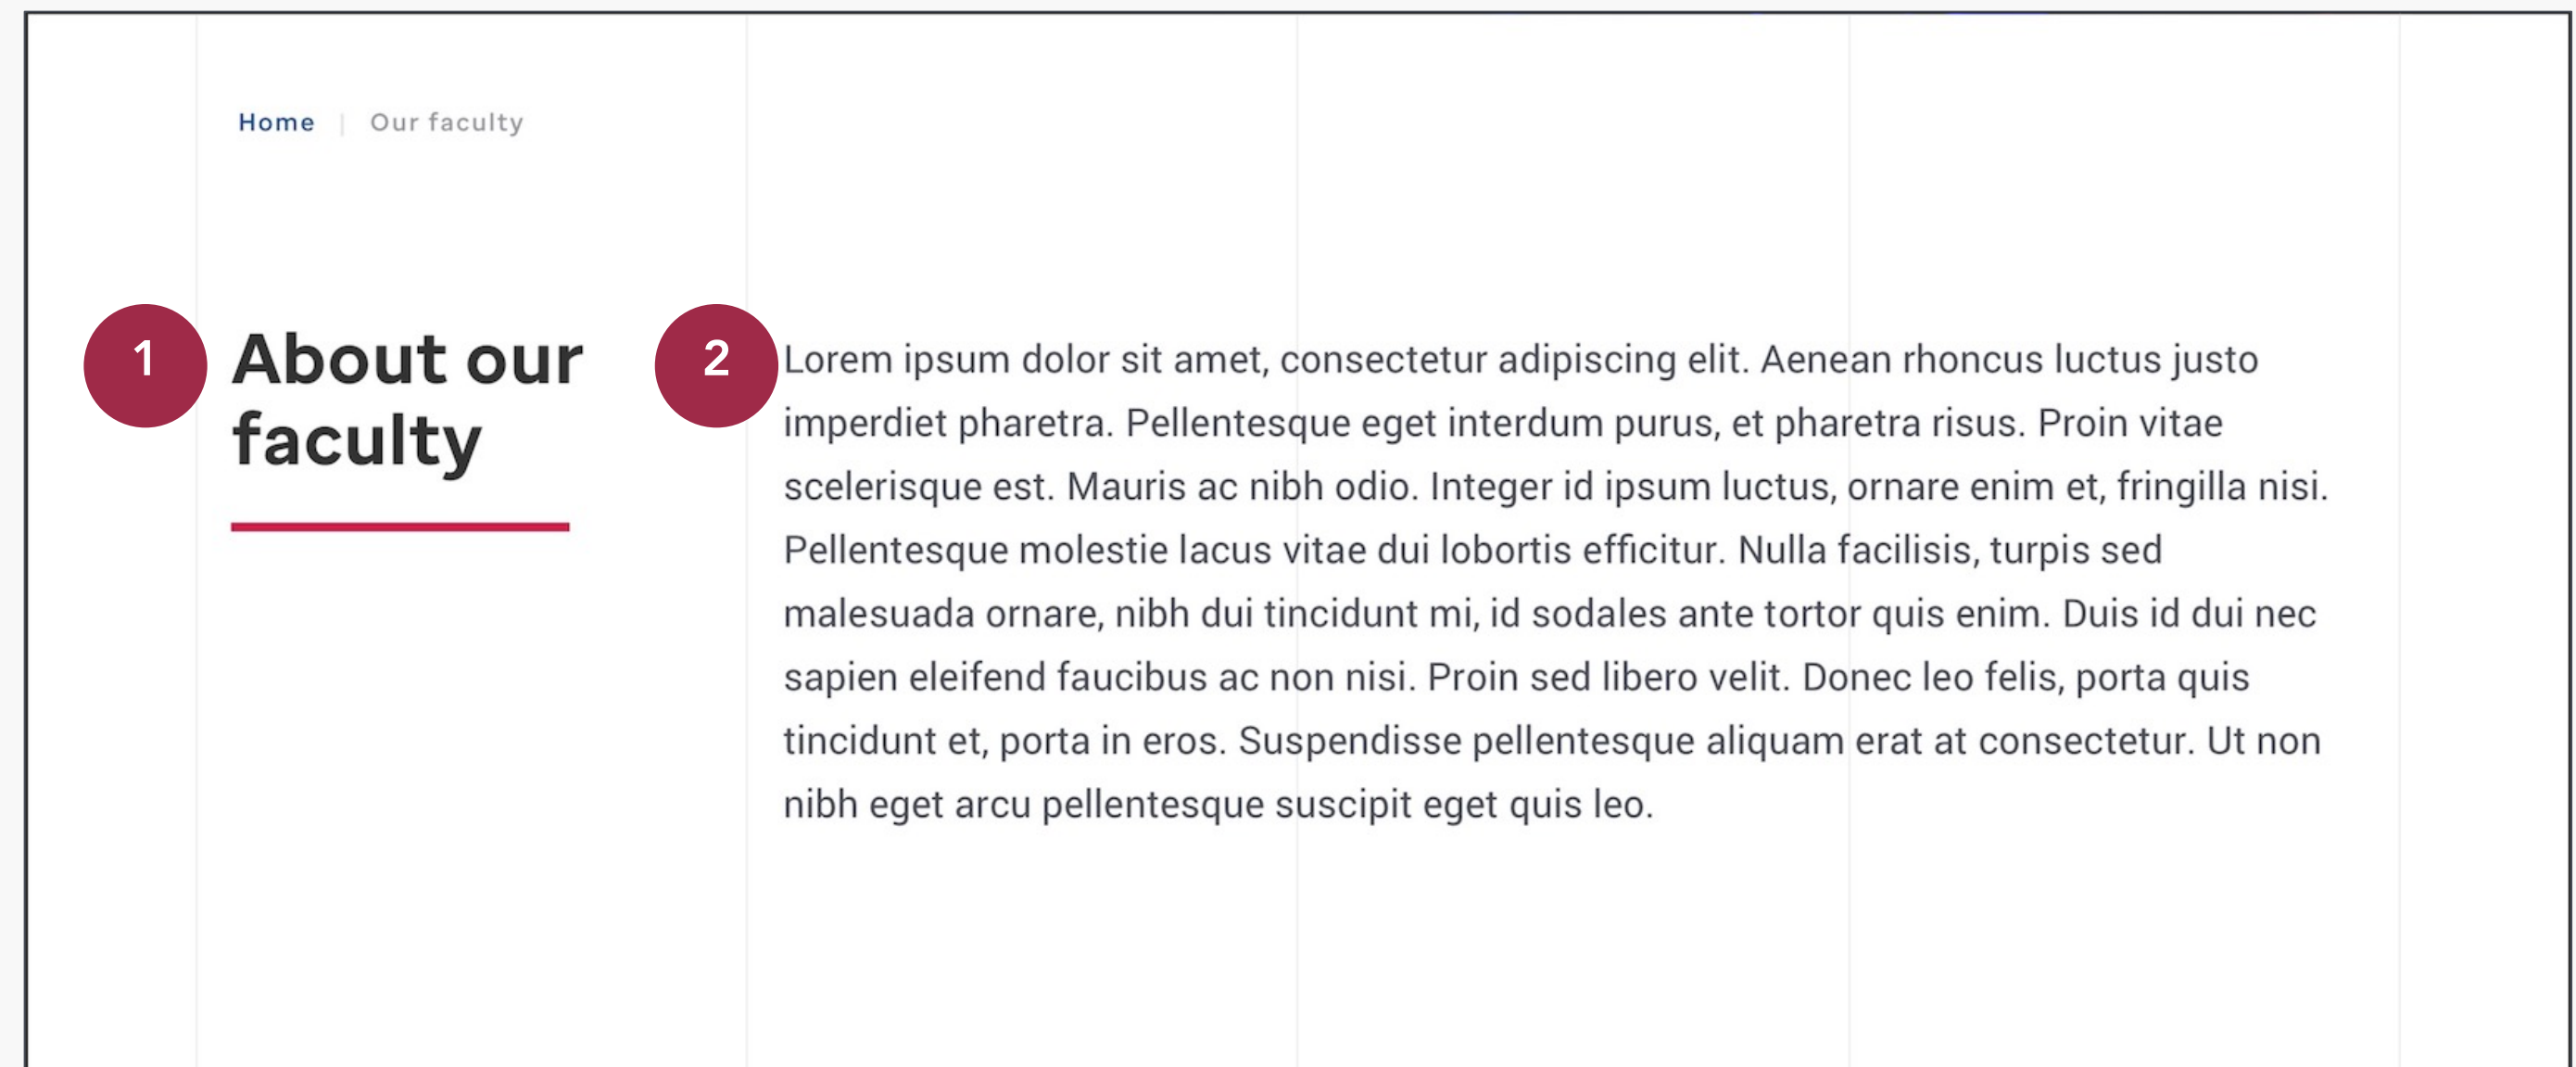 Home | Our faculty
1
About our
faculty
2
Lorem ipsum dolor sit amet, consectetur adipiscing elit. Aenean rhoncus luctus justo
imperdiet pharetra. Pellentesque eget interdum purus, et pharetra risus. Proin vitae
scelerisque est. Mauris ac nibh odio. Integer id ipsum luctus, ornare enim et, fringilla nisi.
Pellentesque molestie lacus vitae dui lobortis efficitur. Nulla facilisis, turpis sed
malesuada ornare, nibh dui tincidunt mi, id sodales ante tortor quis enim. Duis id dui nec
sapien eleifend faucibus ac non nisi. Proin sed libero velit. Donec leo felis, porta quis
tincidunt et, porta in eros. Suspendisse pellentesque aliquam erat at consectetur. Ut non
nibh eget arcu pellentesque suscipit eget quis leo.